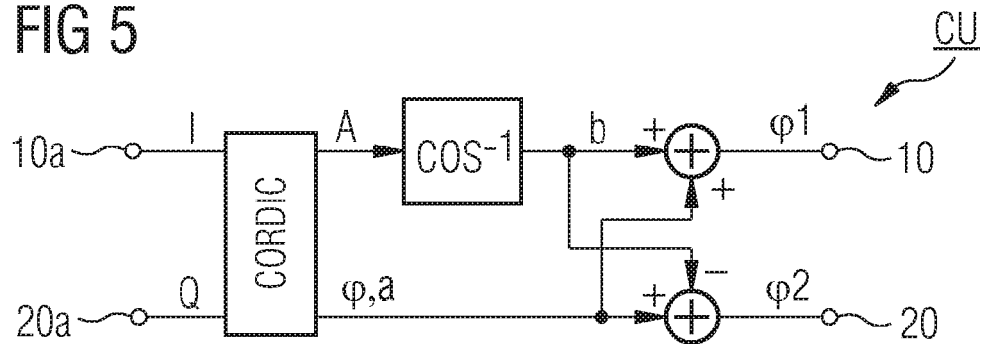 FIG 5
CU
10a
I
CORDIC
A
COS⁻¹
b
+
+
φ1
10
+
20a
Q
φ,a
+
−
+
φ2
20